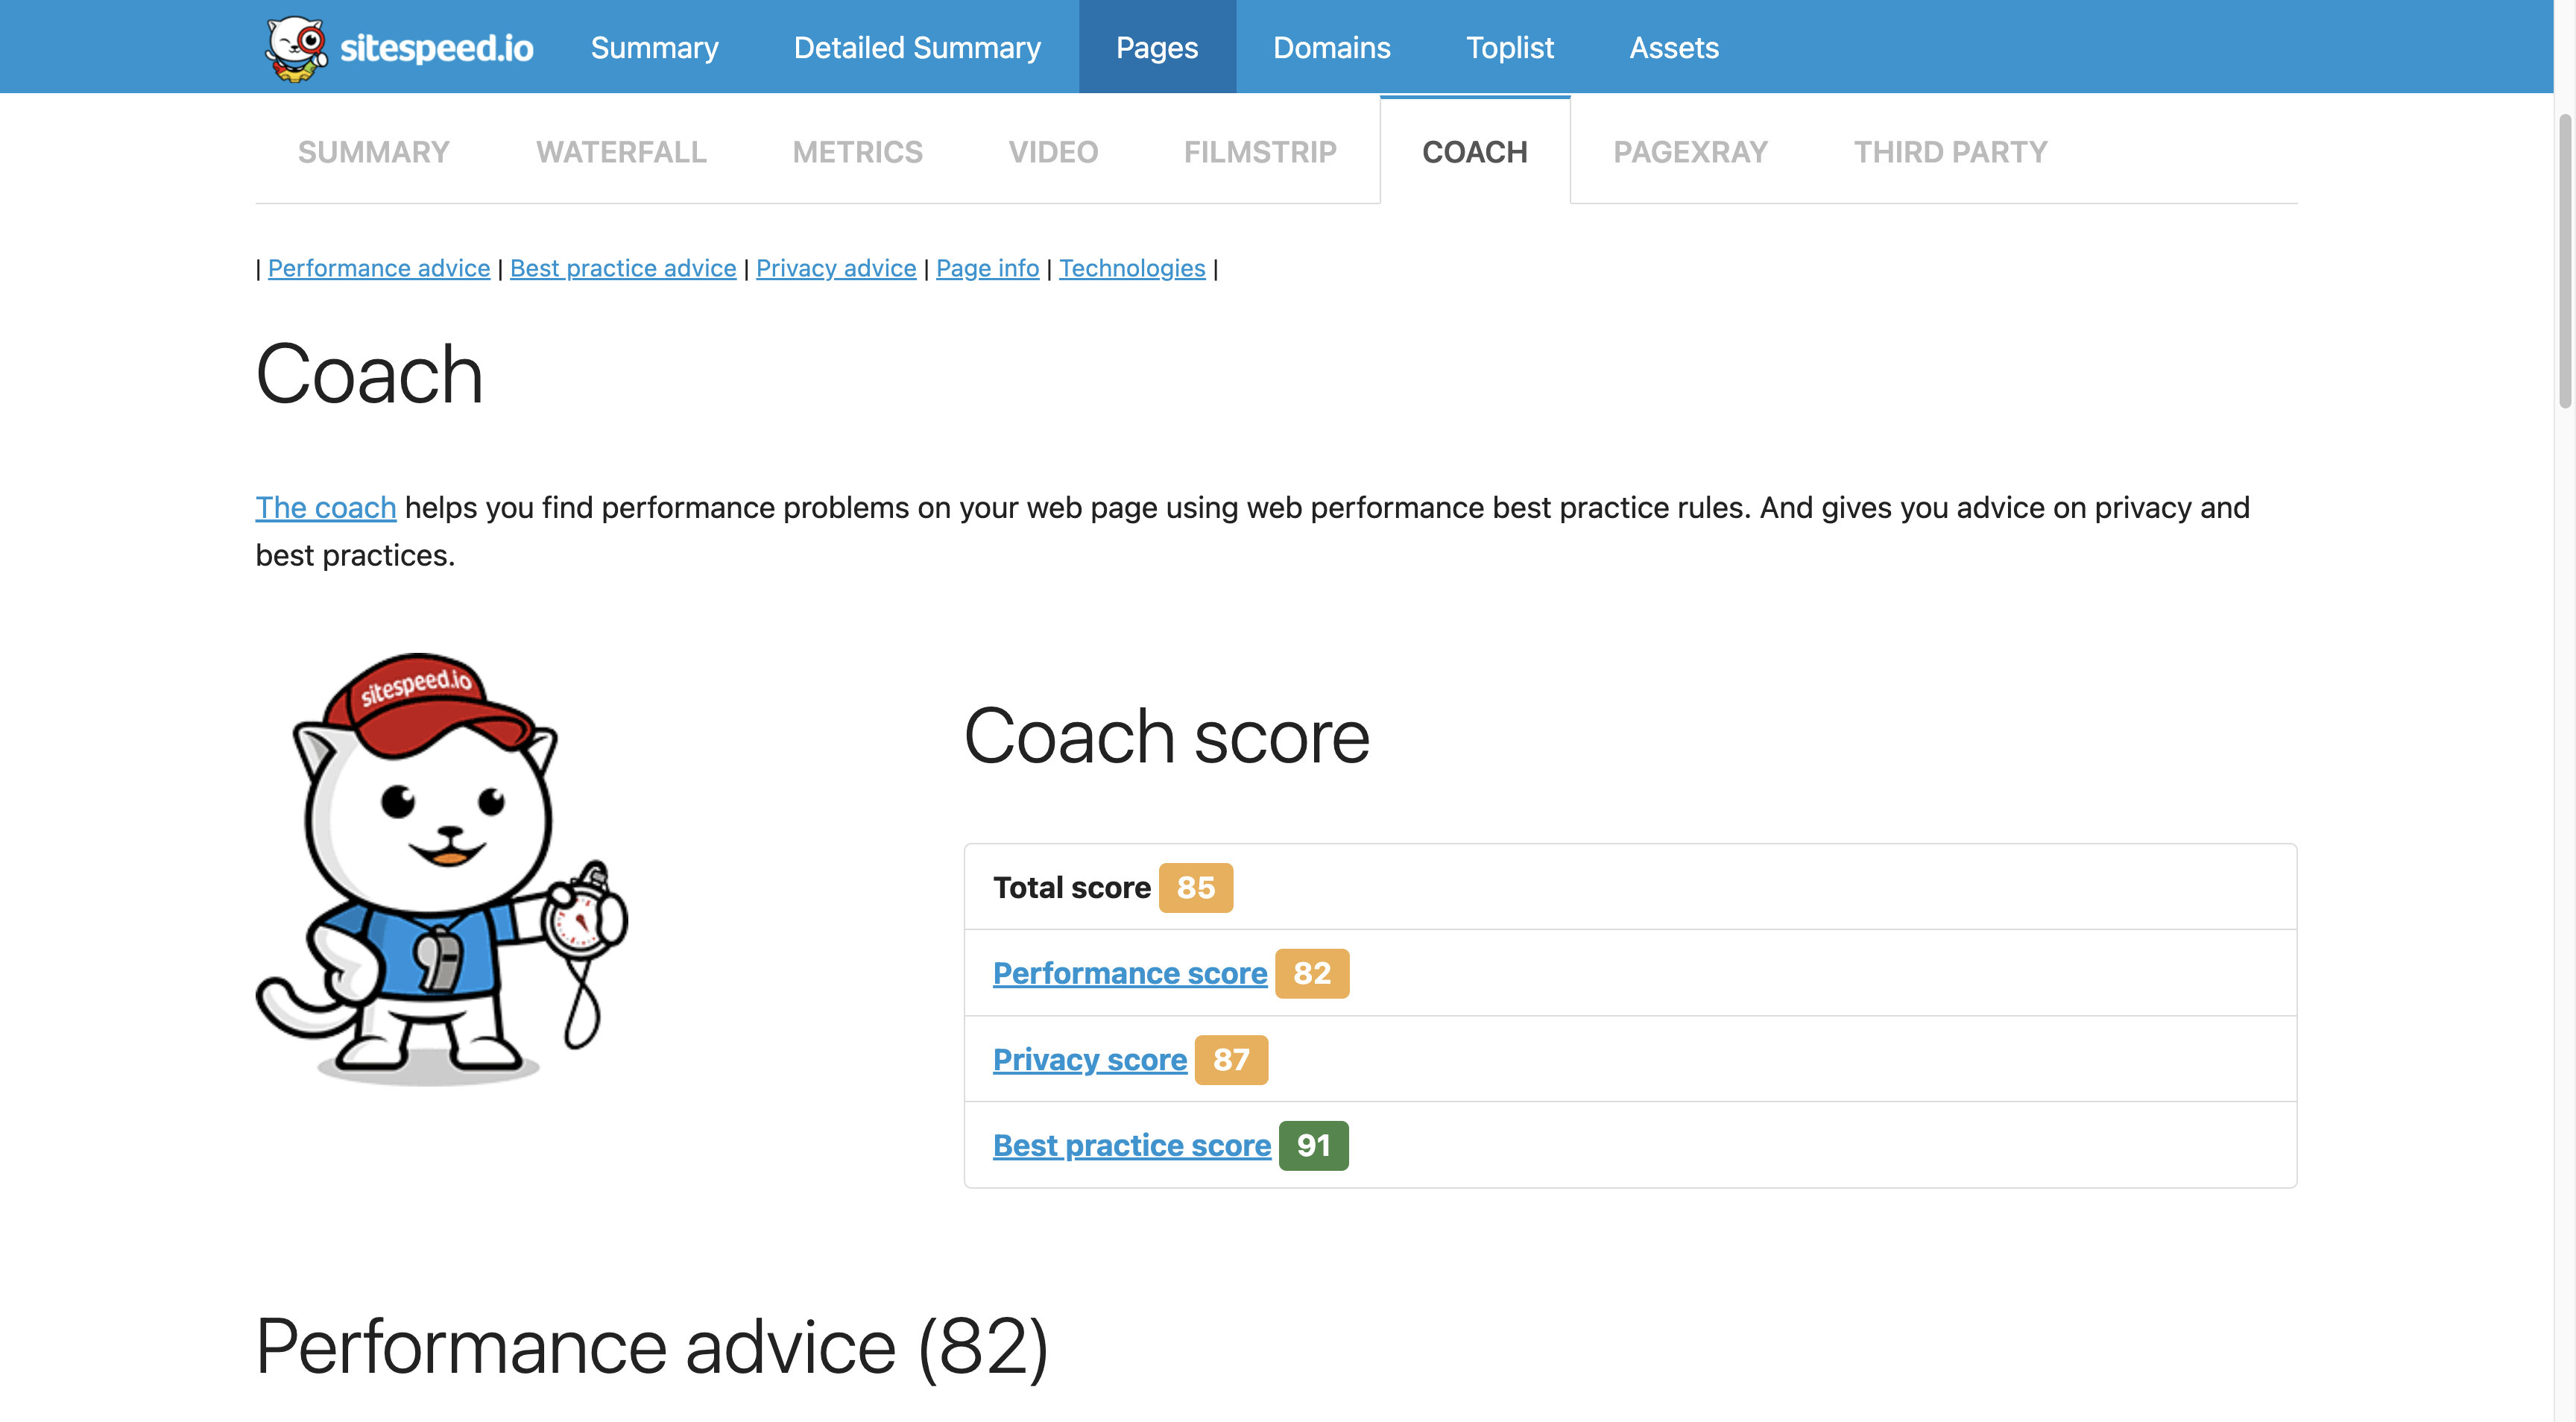 sitespeed.io Summary Detailed Summary Pages Domains Toplist Assets
SUMMARY WATERFALL METRICS VIDEO FILMSTRIP COACH PAGEXRAY THIRD PARTY
| Performance advice | Best practice advice | Privacy advice | Page info | Technologies |
Coach
The coach helps you find performance problems on your web page using web performance best practice rules. And gives you advice on privacy and
best practices.
sitespeed.io
Coach score
Total score 85
Performance score 82
Privacy score 87
Best practice score 91
Performance advice (82)